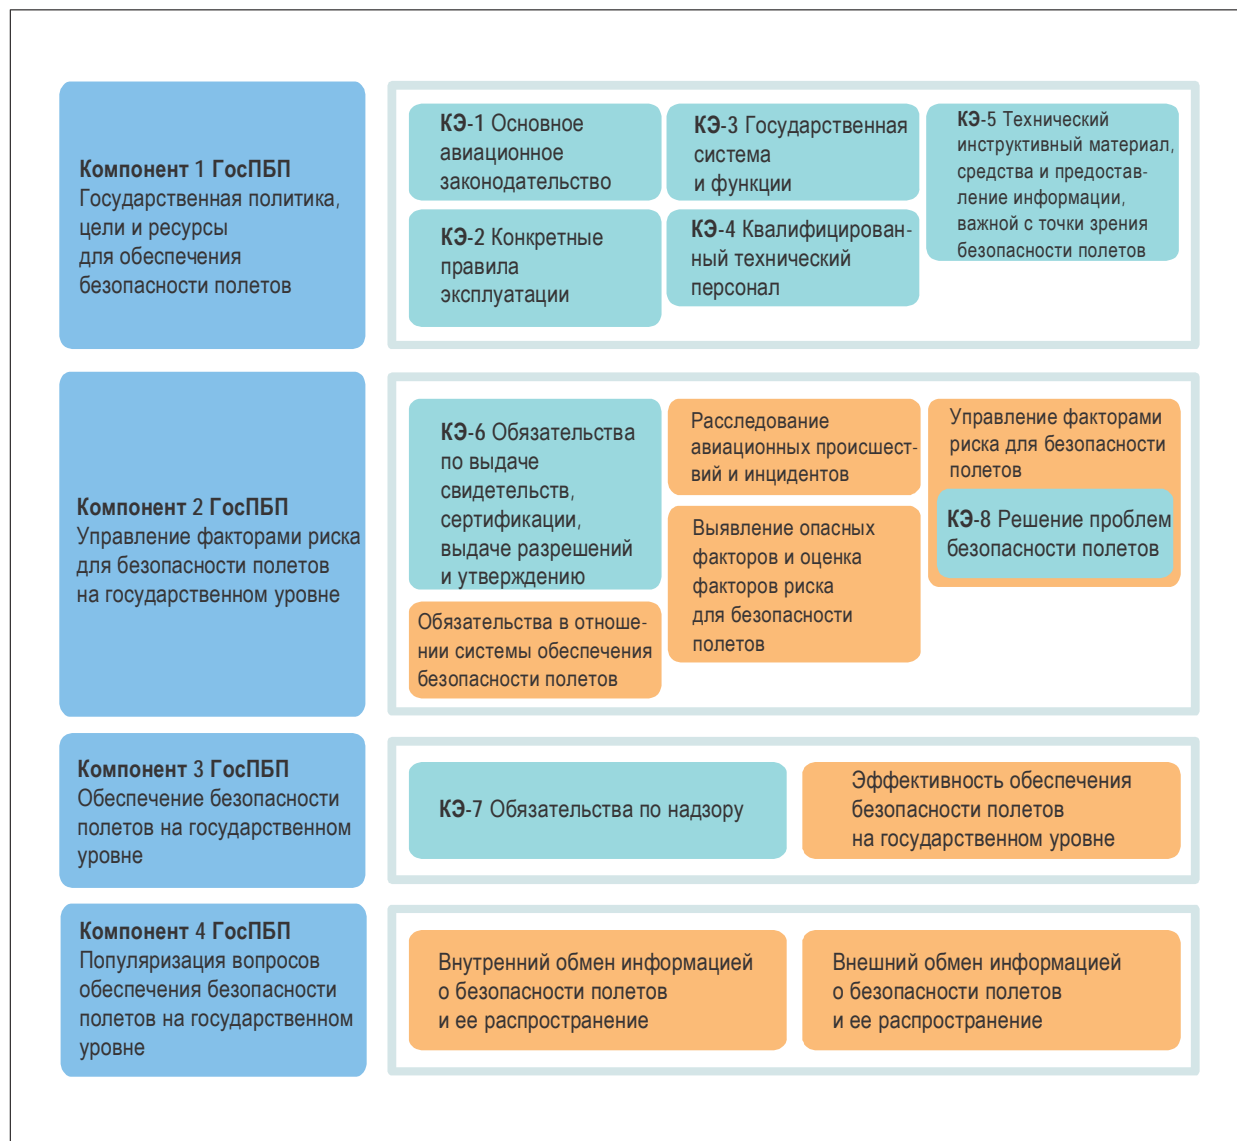 Компонент 1 ГосПБП
Государственная политика,
цели и ресурсы
для обеспечения
безопасности полетов
КЭ-1 Основное
авиационное
законодательство
КЭ-2 Конкретные
правила
эксплуатации
КЭ-3 Государственная
система
и функции
КЭ-4 Квалифицирован-
ный технический
персонал
КЭ-5 Технический
инструктивный материал,
средства и предостав-
ление информации,
важной с точки зрения
безопасности полетов
Компонент 2 ГосПБП
Управление факторами риска
для безопасности полетов
на государственном уровне
КЭ-6 Обязательства
по выдаче
свидетельств,
сертификации,
выдаче разрешений
и утверждению
Обязательства в отноше-
нии системы обеспечения
безопасности полетов
Расследование
авиационных происшест-
вий и инцидентов
Выявление опасных
факторов и оценка
факторов риска
для безопасности
полетов
Управление факторами
риска для безопасности
полетов
КЭ-8 Решение проблем
безопасности полетов
Компонент 3 ГосПБП
Обеспечение безопасности
полетов на государственном
уровне
КЭ-7 Обязательства по надзору
Эффективность обеспечения
безопасности полетов
на государственном уровне
Компонент 4 ГосПБП
Популяризация вопросов
обеспечения безопасности
полетов на государственном
уровне
Внутренний обмен информацией
о безопасности полетов
и ее распространение
Внешний обмен информацией
о безопасности полетов
и ее распространение